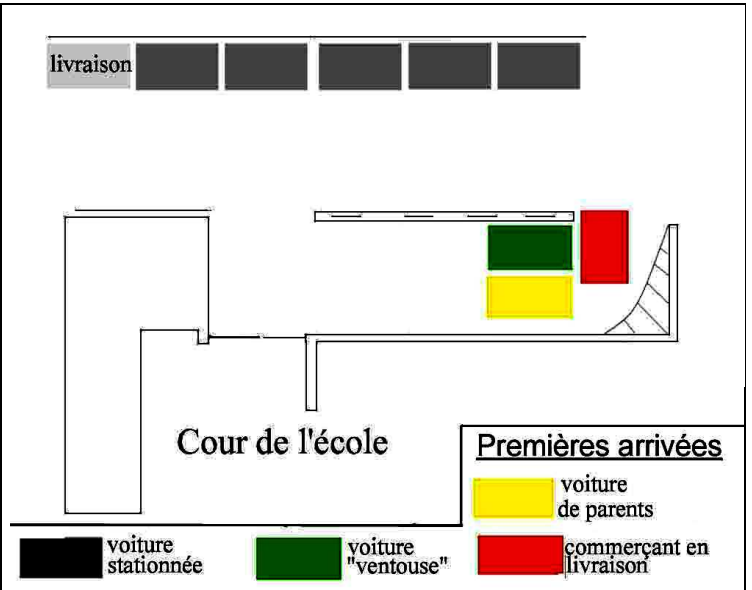 livraison
Cour de l'école
Premières arrivées
voiture
de parents
voiture
stationnée
voiture
"ventouse"
commerçant en
livraison